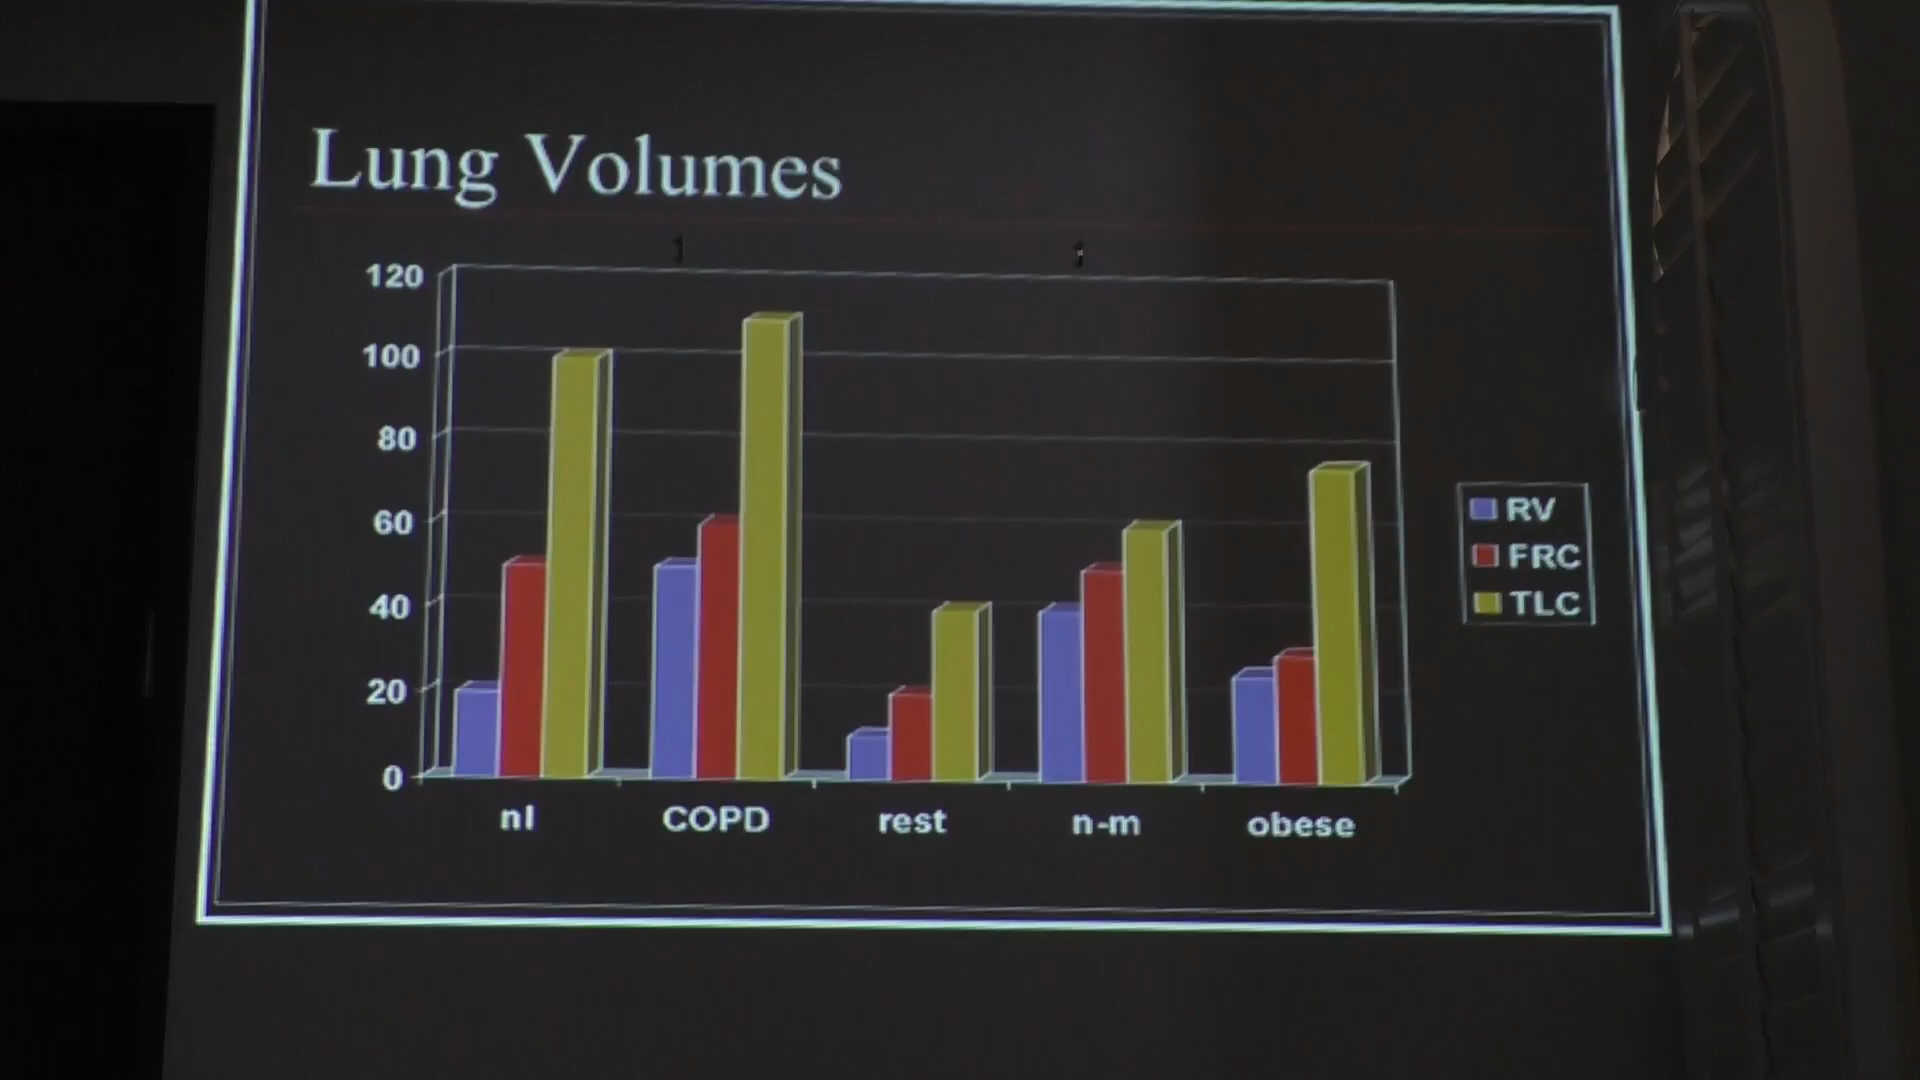 Lung Volumes
120
100
80
60
40
20
0
nl
COPD
rest
n-m
obese
RV
FRC
TLC